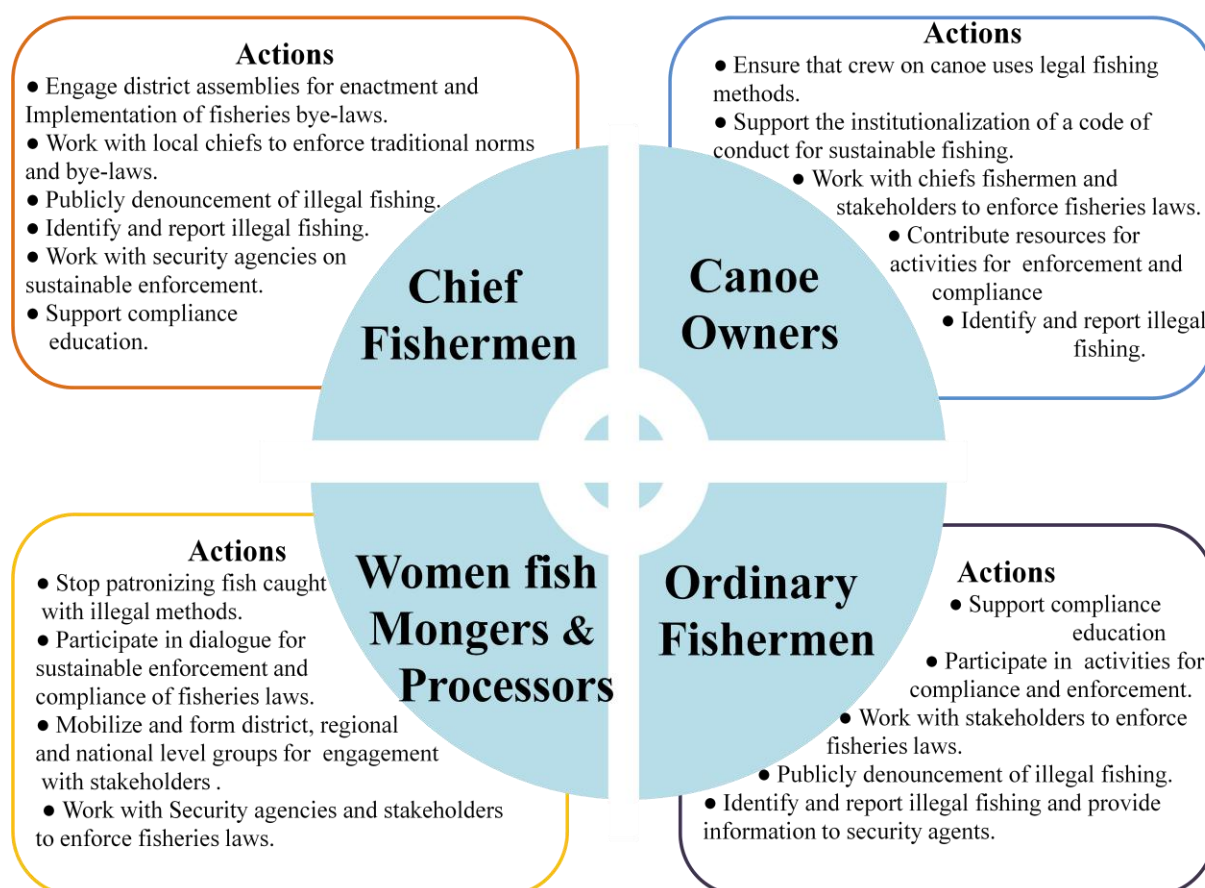 Actions
● Engage district assemblies for enactment and
Implementation of fisheries bye-laws.
● Work with local chiefs to enforce traditional norms
and bye-laws.
● Publicly denouncement of illegal fishing.
● Identify and report illegal fishing.
● Work with security agencies on
sustainable enforcement.
● Support compliance
education.
Chief
Fishermen
Actions
● Ensure that crew on canoe uses legal fishing
methods.
● Support the institutionalization of a code of
conduct for sustainable fishing.
● Work with chiefs fishermen and
stakeholders to enforce fisheries laws.
● Contribute resources for
activities for enforcement and
compliance
● Identify and report illegal
fishing.
Canoe
Owners
Actions
● Stop patronizing fish caught
with illegal methods.
● Participate in dialogue for
sustainable enforcement and
compliance of fisheries laws.
● Mobilize and form district, regional
and national level groups for engagement
with stakeholders .
● Work with Security agencies and stakeholders
to enforce fisheries laws.
Women fish
Mongers &
Processors
Actions
● Support compliance
education
● Participate in activities for
compliance and enforcement.
● Work with stakeholders to enforce
fisheries laws.
● Publicly denouncement of illegal fishing.
● Identify and report illegal fishing and provide
information to security agents.
Ordinary
Fishermen